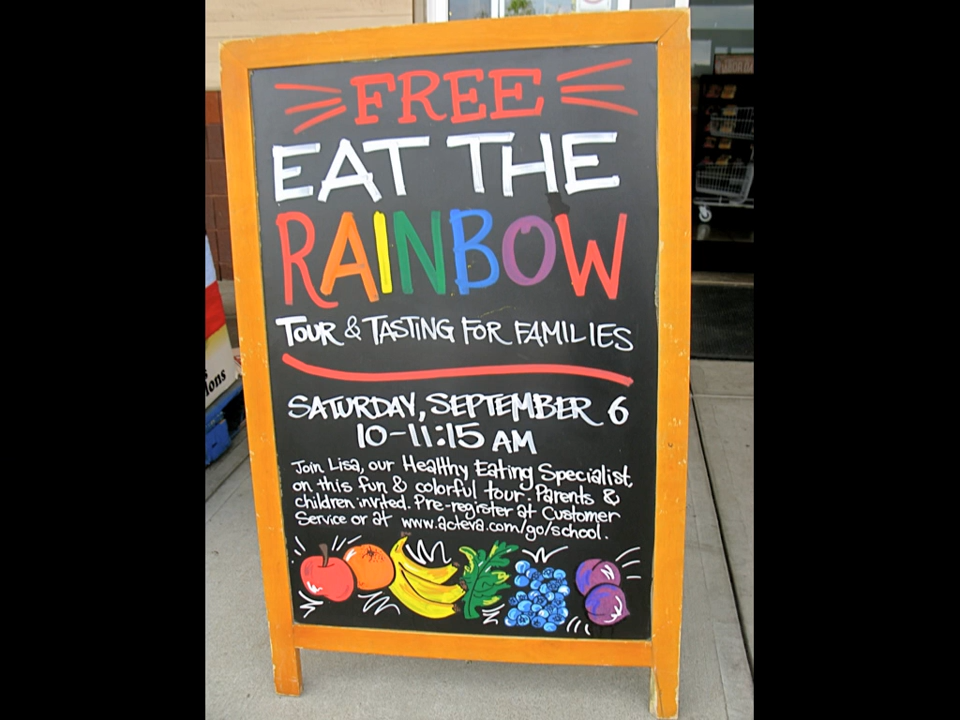 FREE
EAT THE
RAINBOW
TOUR & TASTING FOR FAMILIES
SATURDAY, SEPTEMBER 6
10-11:15 AM
Join Lisa, our Healthy Eating Specialist,
on this fun & colorful tour. Parents &
children invited. Pre-register at Customer
Service or at www.acteva.com/go/school.